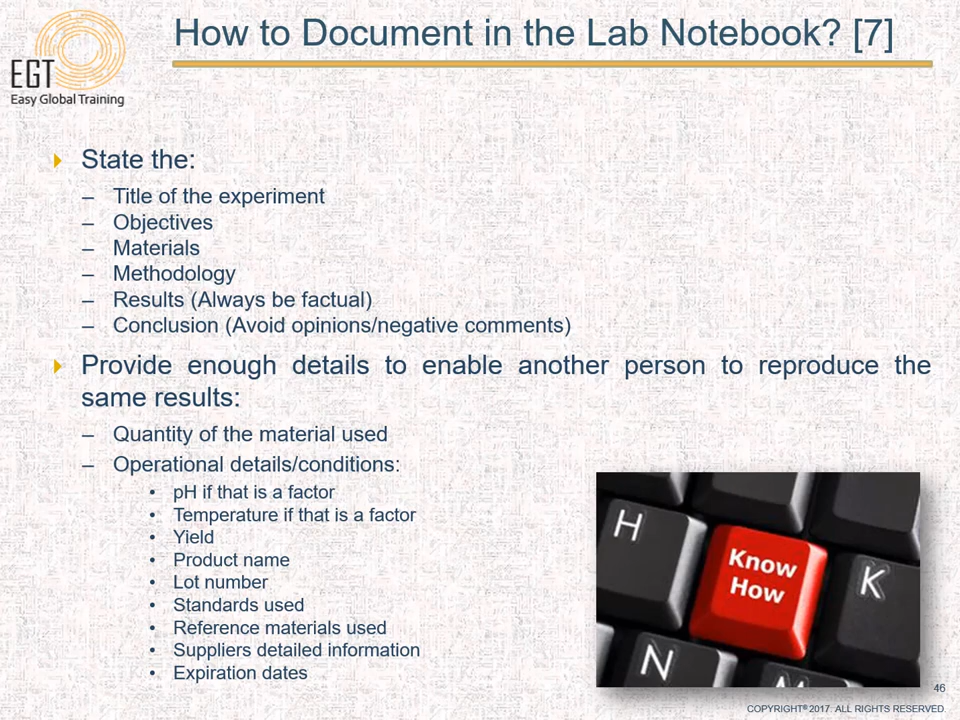 How to Document in the Lab Notebook? [7]
EGT
Easy Global Training
State the:
– Title of the experiment
– Objectives
– Materials
– Methodology
– Results (Always be factual)
– Conclusion (Avoid opinions/negative comments)
Provide enough details to enable another person to reproduce the
same results:
– Quantity of the material used
– Operational details/conditions:
• pH if that is a factor
• Temperature if that is a factor
• Yield
• Product name
• Lot number
• Standards used
• Reference materials used
• Suppliers detailed information
• Expiration dates
H
Know
How
K
N
M
46
COPYRIGHT® 2017. ALL RIGHTS RESERVED.